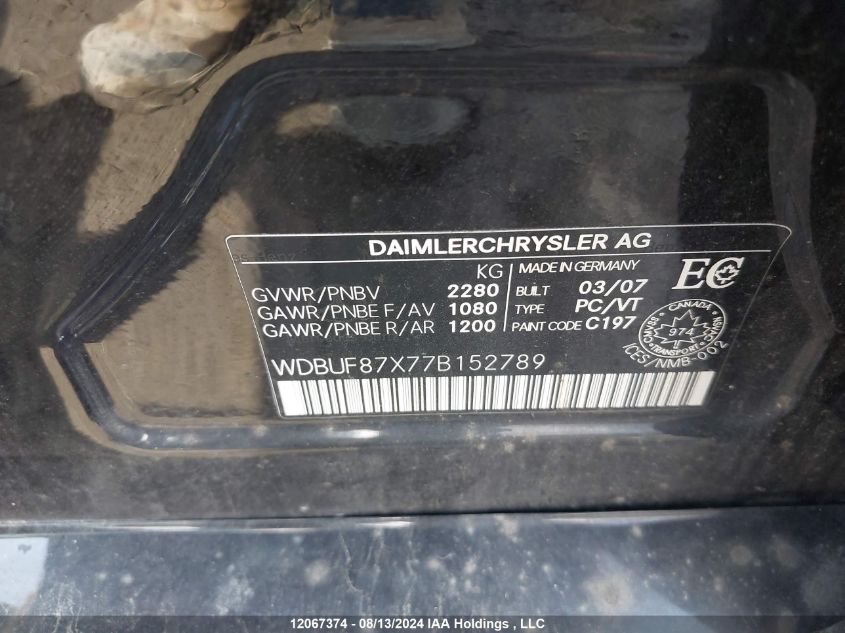 DAIMLERCHRYSLER AG
KG
GVWR/PNBV 2280
GAWR/PNBE F/AV 1080
GAWR/PNBE R/AR 1200
MADE IN GERMANY
BUILT 03/07
TYPE PC/VT
PAINT CODE C197
EC
CANADA
974
TRANSPORT
ICES/NMB-002
WDBUF87X77B152789
12067374 - 08/13/2024 IAA Holdings , LLC